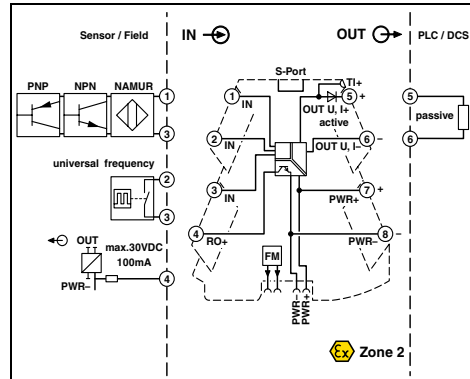 Sensor / Field IN OUT PLC / DCS
S-Port
PNP NPN NAMUR
1
3
1
IN
TI+
5 +
OUT U, I+
active
5
6
passive
2
IN
6 –
OUT U, I–
universal frequency
2
3
3
IN
7 +
PWR+
4
RO+
8 –
PWR–
OUT
max.30VDC
100mA
PWR–
4
FM
PWR–
PWR+
Ex Zone 2